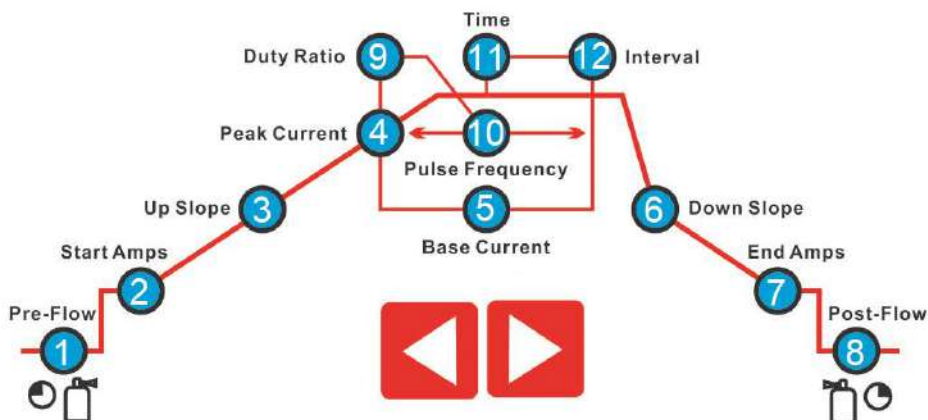 Time
Duty Ratio 9 11 12 Interval
Peak Current 4 10
Pulse Frequency
Up Slope 3 5 6 Down Slope
Base Current
Start Amps End Amps
2 7
Pre-Flow Post-Flow
1 8